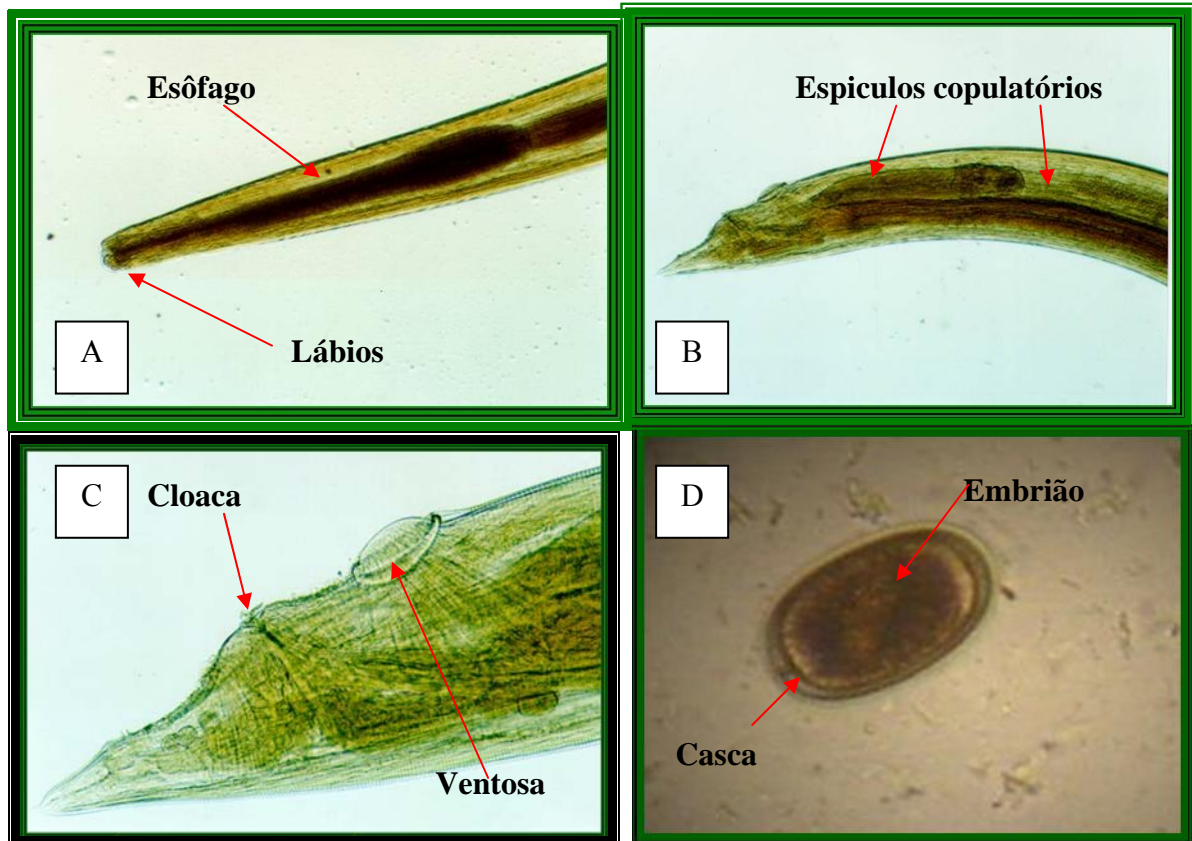 Esôfago
Lábios
A
Espiculos copulatórios
B
C
Cloaca
Ventosa
D
Embrião
Casca